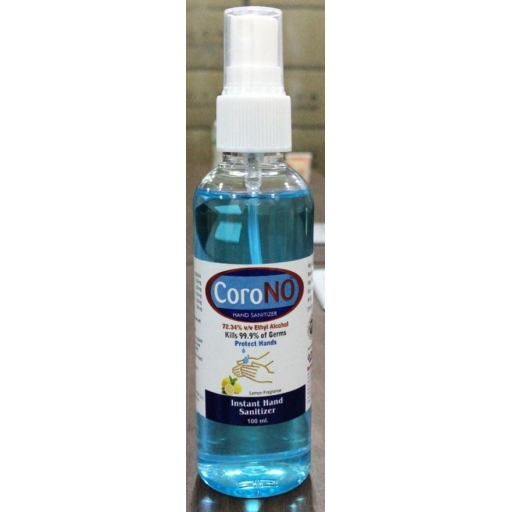 CoroNO
HAND SANITIZER
72.34% v/v Ethyl Alcohol
Kills 99.9% of Germs
Protect Hands
Lemon Fragrance
Instant Hand
Sanitizer
100 ml.